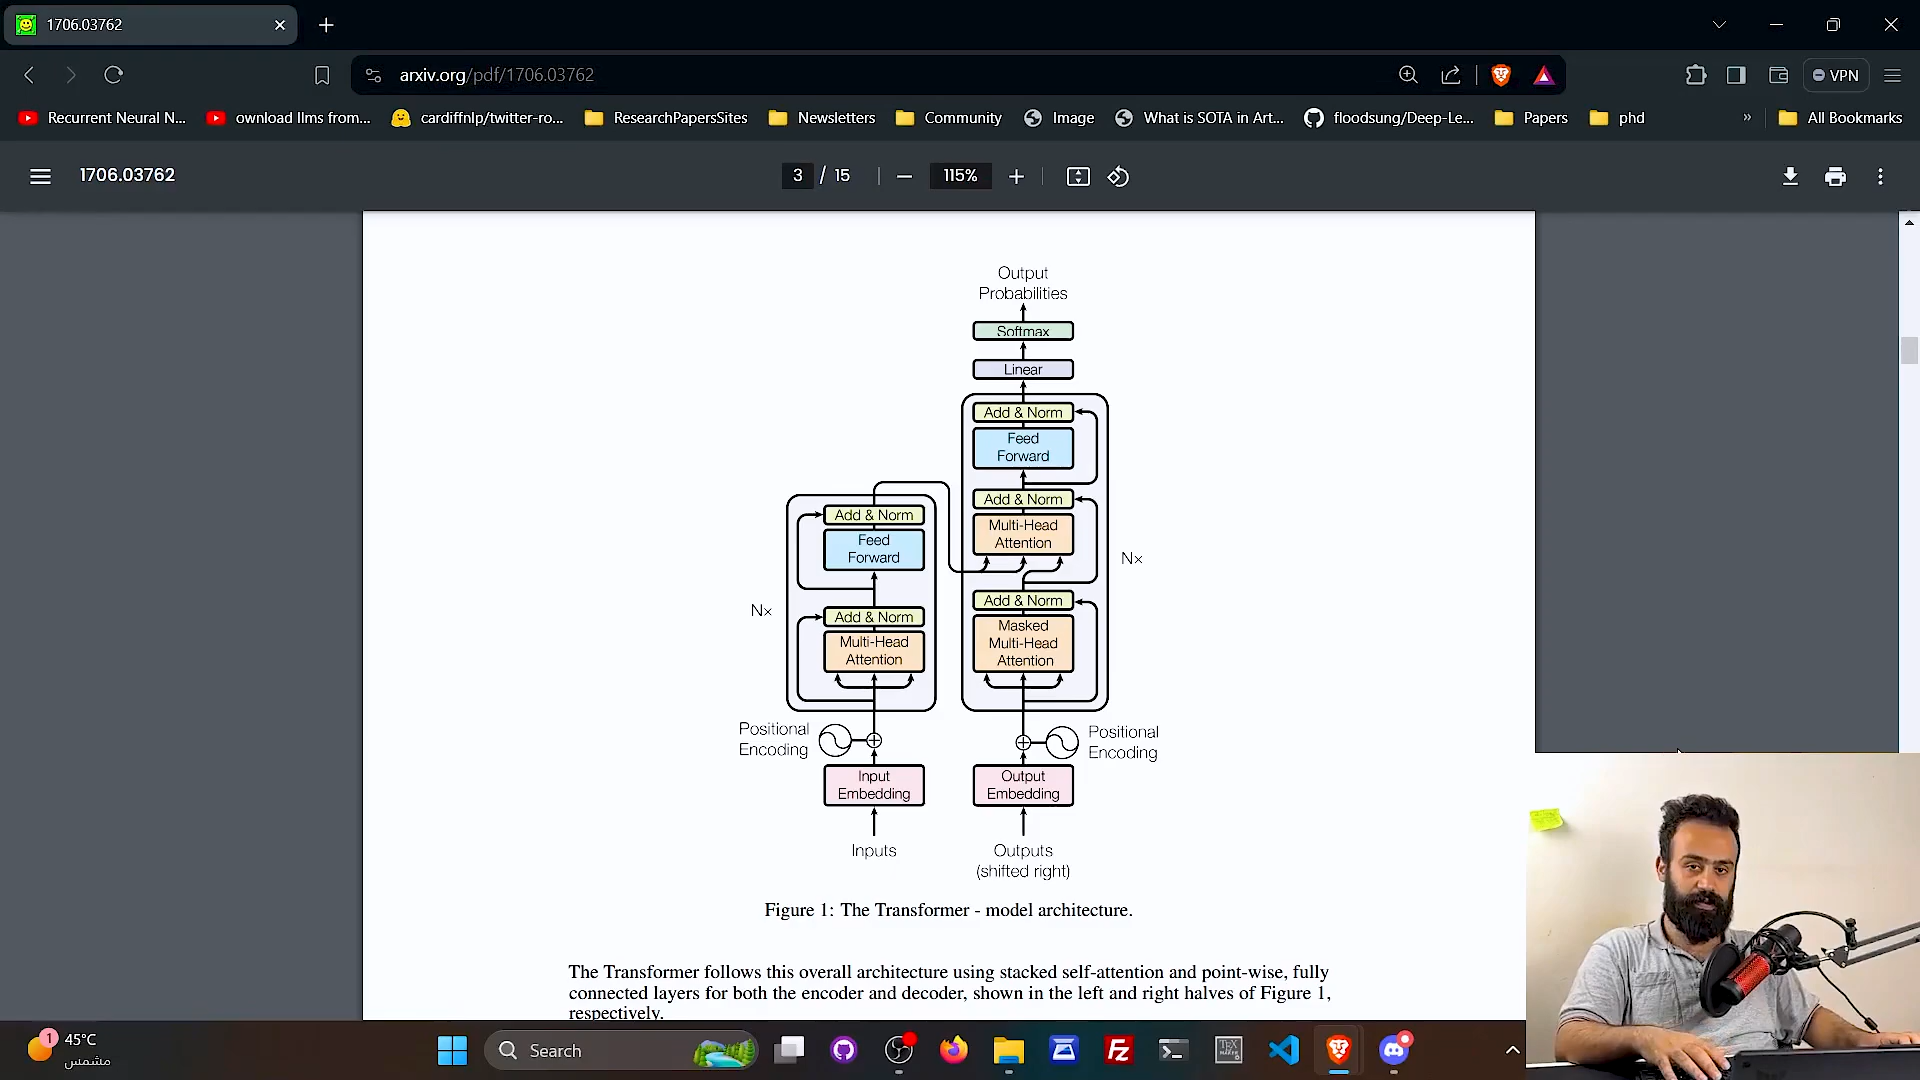 1706.03762
arxiv.org/pdf/1706.03762
VPN
Recurrent Neural N...
ownload llms from...
cardiffnlp/twitter-ro...
ResearchPapersSites
Newsletters
Community
Image
What is SOTA in Art...
floodsung/Deep-Le...
Papers
phd
»
All Bookmarks
1706.03762
3 / 15
115%
Output
Probabilities
Softmax
Linear
Add & Norm
Feed
Forward
Add & Norm
Multi-Head
Attention
Nx
Add & Norm
Masked
Multi-Head
Attention
Add & Norm
Feed
Forward
Nx
Add & Norm
Multi-Head
Attention
Positional
Encoding
Positional
Encoding
Input
Embedding
Output
Embedding
Inputs
Outputs
(shifted right)
Figure 1: The Transformer - model architecture.
The Transformer follows this overall architecture using stacked self-attention and point-wise, fully
connected layers for both the encoder and decoder, shown in the left and right halves of Figure 1,
respectively.
1
45°C
مشمس
Search